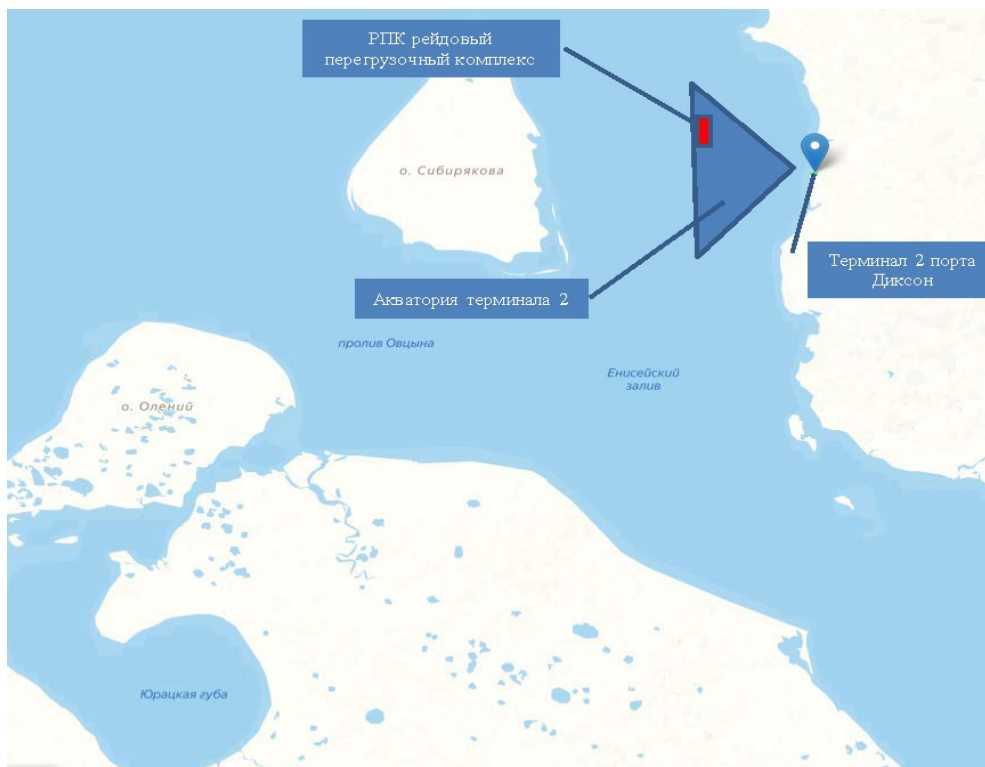 РПК рейдовый
перегрузочный комплекс
о. Сибирякова
Терминал 2 порта
Диксон
Акватория терминала 2
пролив Овцына
Енисейский
залив
о. Олений
Юрацкая губа